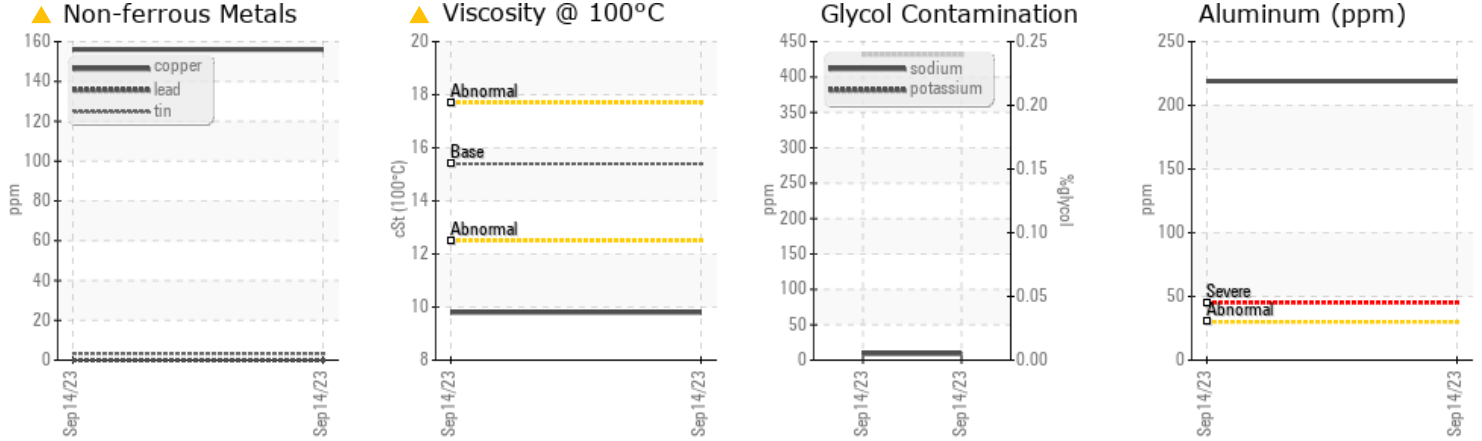 Non-ferrous Metals
160
140
120
100
80
60
40
20
0
ppm
copper
lead
tin
Sep14/23
Sep14/23
Viscosity @ 100°C
20
18
16
14
12
10
8
cSt (100°C)
Abnormal
Base
Abnormal
Sep14/23
Sep14/23
Glycol Contamination
450
400
350
300
250
200
150
100
50
0
ppm
sodium
potassium
0.25
0.20
0.15
0.10
0.05
0.00
%glycol
Sep14/23
Sep14/23
Aluminum (ppm)
250
200
150
100
50
0
ppm
Severe
Abnormal
Sep14/23
Sep14/23